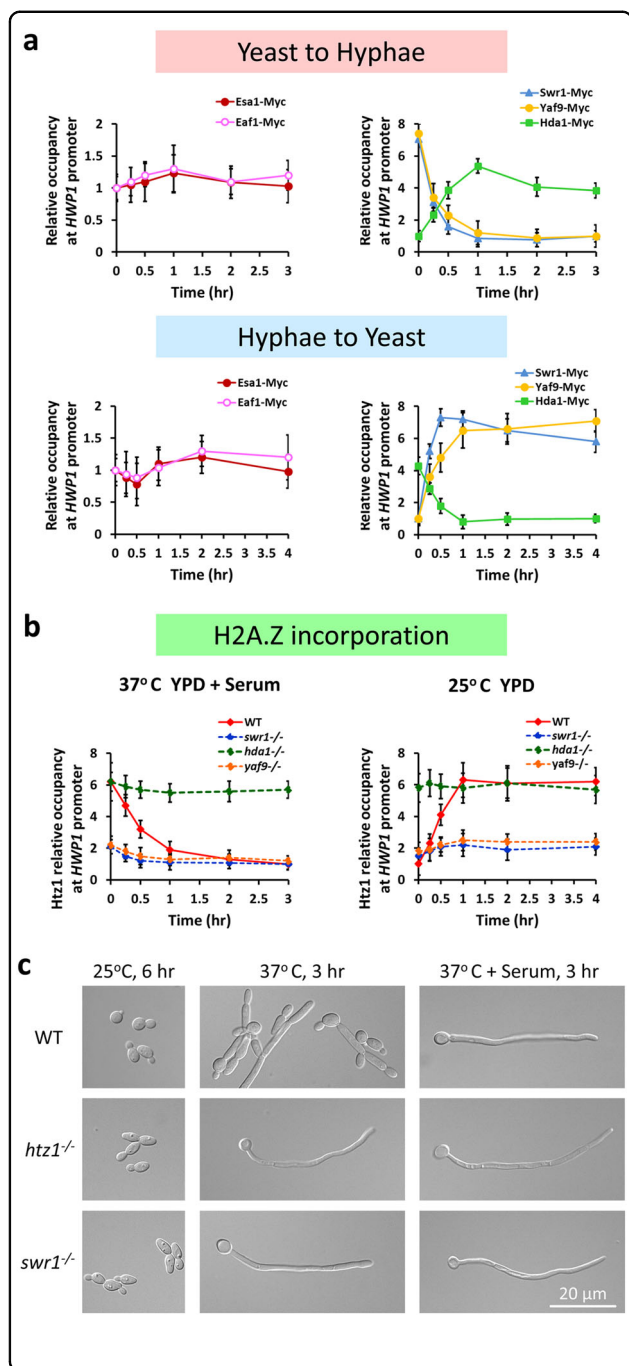 a
Yeast to Hyphae
Esa1-Myc
Eaf1-Myc
Relative occupancy
at HWP1 promoter
2
1.5
1
0.5
0
0 0.5 1 1.5 2 2.5 3
Time (hr)
Swr1-Myc
Yaf9-Myc
Hda1-Myc
Relative occupancy
at HWP1 promoter
8
6
4
2
0
0 0.5 1 1.5 2 2.5 3
Time (hr)
Hyphae to Yeast
Esa1-Myc
Eaf1-Myc
Relative occupancy
at HWP1 promoter
2
1.5
1
0.5
0
0 0.5 1 1.5 2 2.5 3 3.5 4
Time (hr)
Swr1-Myc
Yaf9-Myc
Hda1-Myc
Relative occupancy
at HWP1 promoter
8
6
4
2
0
0 0.5 1 1.5 2 2.5 3 3.5 4
Time (hr)
b
H2A.Z incorporation
37°C YPD + Serum
WT
swr1-/-
hda1-/-
yaf9-/-
Htz1 relative occupancy
at HWP1 promoter
8
6
4
2
0
0 0.5 1 1.5 2 2.5 3
Time (hr)
25°C YPD
WT
swr1-/-
hda1-/-
yaf9-/-
Htz1 relative occupancy
at HWP1 promoter
8
6
4
2
0
0 0.5 1 1.5 2 2.5 3 3.5 4
Time (hr)
c
25°C, 6 hr
37°C, 3 hr
37°C + Serum, 3 hr
WT
htz1-/-
swr1-/-
20 µm